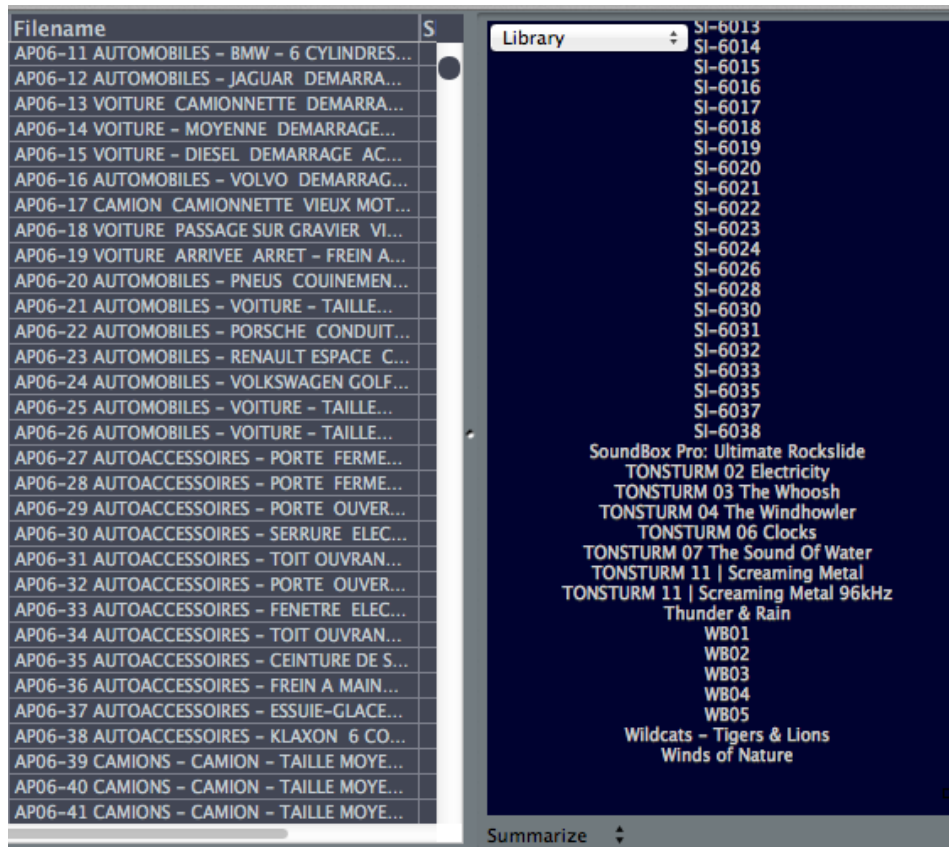 Filename
S
AP06-11 AUTOMOBILES - BMW - 6 CYLINDRES...
AP06-12 AUTOMOBILES - JAGUAR  DEMARRA...
AP06-13 VOITURE  CAMIONNETTE  DEMARRA...
AP06-14 VOITURE - MOYENNE  DEMARRAGE...
AP06-15 VOITURE - DIESEL  DEMARRAGE  AC...
AP06-16 AUTOMOBILES - VOLVO  DEMARRAG...
AP06-17 CAMION  CAMIONNETTE  VIEUX MOT...
AP06-18 VOITURE  PASSAGE SUR GRAVIER  VI...
AP06-19 VOITURE  ARRIVEE  ARRET - FREIN A...
AP06-20 AUTOMOBILES - PNEUS  COUINEMEN...
AP06-21 AUTOMOBILES - VOITURE - TAILLE...
AP06-22 AUTOMOBILES - PORSCHE  CONDUIT...
AP06-23 AUTOMOBILES - RENAULT ESPACE  C...
AP06-24 AUTOMOBILES - VOLKSWAGEN GOLF...
AP06-25 AUTOMOBILES - VOITURE - TAILLE...
AP06-26 AUTOMOBILES - VOITURE - TAILLE...
AP06-27 AUTOACCESSOIRES - PORTE  FERME...
AP06-28 AUTOACCESSOIRES - PORTE  FERME...
AP06-29 AUTOACCESSOIRES - PORTE  OUVER...
AP06-30 AUTOACCESSOIRES - SERRURE  ELEC...
AP06-31 AUTOACCESSOIRES - TOIT OUVRAN...
AP06-32 AUTOACCESSOIRES - PORTE  OUVER...
AP06-33 AUTOACCESSOIRES - FENETRE  ELEC...
AP06-34 AUTOACCESSOIRES - TOIT OUVRAN...
AP06-35 AUTOACCESSOIRES - CEINTURE DE S...
AP06-36 AUTOACCESSOIRES - FREIN A MAIN...
AP06-37 AUTOACCESSOIRES - ESSUIE-GLACE...
AP06-38 AUTOACCESSOIRES - KLAXON  6 CO...
AP06-39 CAMIONS - CAMION - TAILLE MOYE...
AP06-40 CAMIONS - CAMION - TAILLE MOYE...
AP06-41 CAMIONS - CAMION - TAILLE MOYE...
Library
SI-6013
SI-6014
SI-6015
SI-6016
SI-6017
SI-6018
SI-6019
SI-6020
SI-6021
SI-6022
SI-6023
SI-6024
SI-6026
SI-6028
SI-6030
SI-6031
SI-6032
SI-6033
SI-6035
SI-6037
SI-6038
SoundBox Pro: Ultimate Rockslide
TONSTURM 02 Electricity
TONSTURM 03 The Whoosh
TONSTURM 04 The Windhowler
TONSTURM 06 Clocks
TONSTURM 07 The Sound Of Water
TONSTURM 11 | Screaming Metal
TONSTURM 11 | Screaming Metal 96kHz
Thunder & Rain
WB01
WB02
WB03
WB04
WB05
Wildcats - Tigers & Lions
Winds of Nature
Summarize